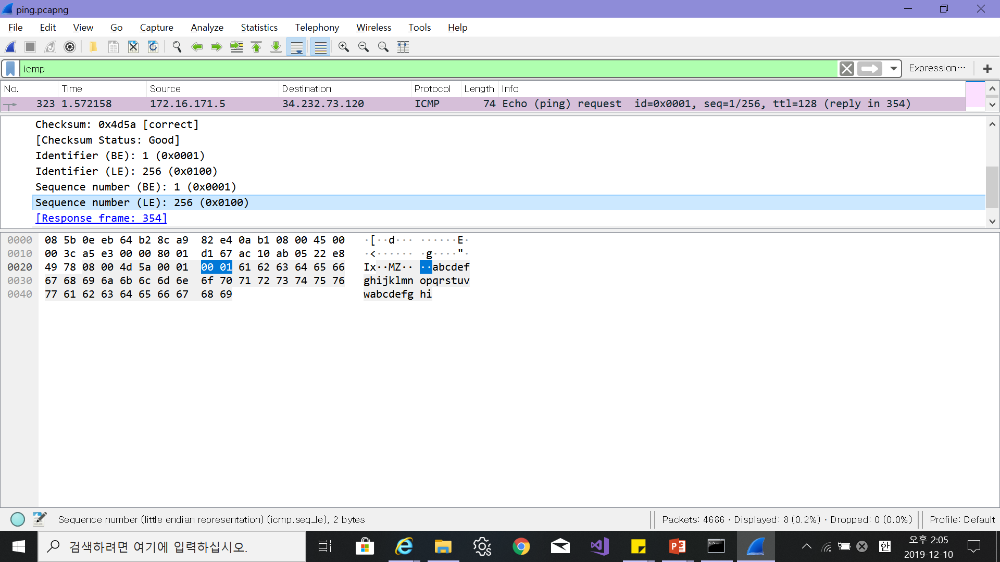 ping.pcapng
File Edit View Go Capture Analyze Statistics Telephony Wireless Tools Help
icmp Expression… +
No. Time Source Destination Protocol Length Info
323 1.572158 172.16.171.5 34.232.73.120 ICMP 74 Echo (ping) request id=0x0001, seq=1/256, ttl=128 (reply in 354)
Checksum: 0x4d5a [correct]
[Checksum Status: Good]
Identifier (BE): 1 (0x0001)
Identifier (LE): 256 (0x0100)
Sequence number (BE): 1 (0x0001)
Sequence number (LE): 256 (0x0100)
[Response frame: 354]
0000 08 5b 0e eb 64 b2 8c a9 82 e4 0a b1 08 00 45 00 ·[··d··· ······E·
0010 00 3c a5 e3 00 00 80 01 d1 67 ac 10 ab 05 22 e8 ·<······ ·g····"·
0020 49 78 08 00 4d 5a 00 01 00 01 61 62 63 64 65 66 Ix··MZ·· ··abcdef
0030 67 68 69 6a 6b 6c 6d 6e 6f 70 71 72 73 74 75 76 ghijklmn opqrstuv
0040 77 61 62 63 64 65 66 67 68 69 wabcdefg hi
Sequence number (little endian representation) (icmp.seq_le), 2 bytes Packets: 4686 · Displayed: 8 (0.2%) · Dropped: 0 (0.0%) Profile: Default
검색하려면 여기에 입력하십시오. 한 오후 2:05
2019-12-10